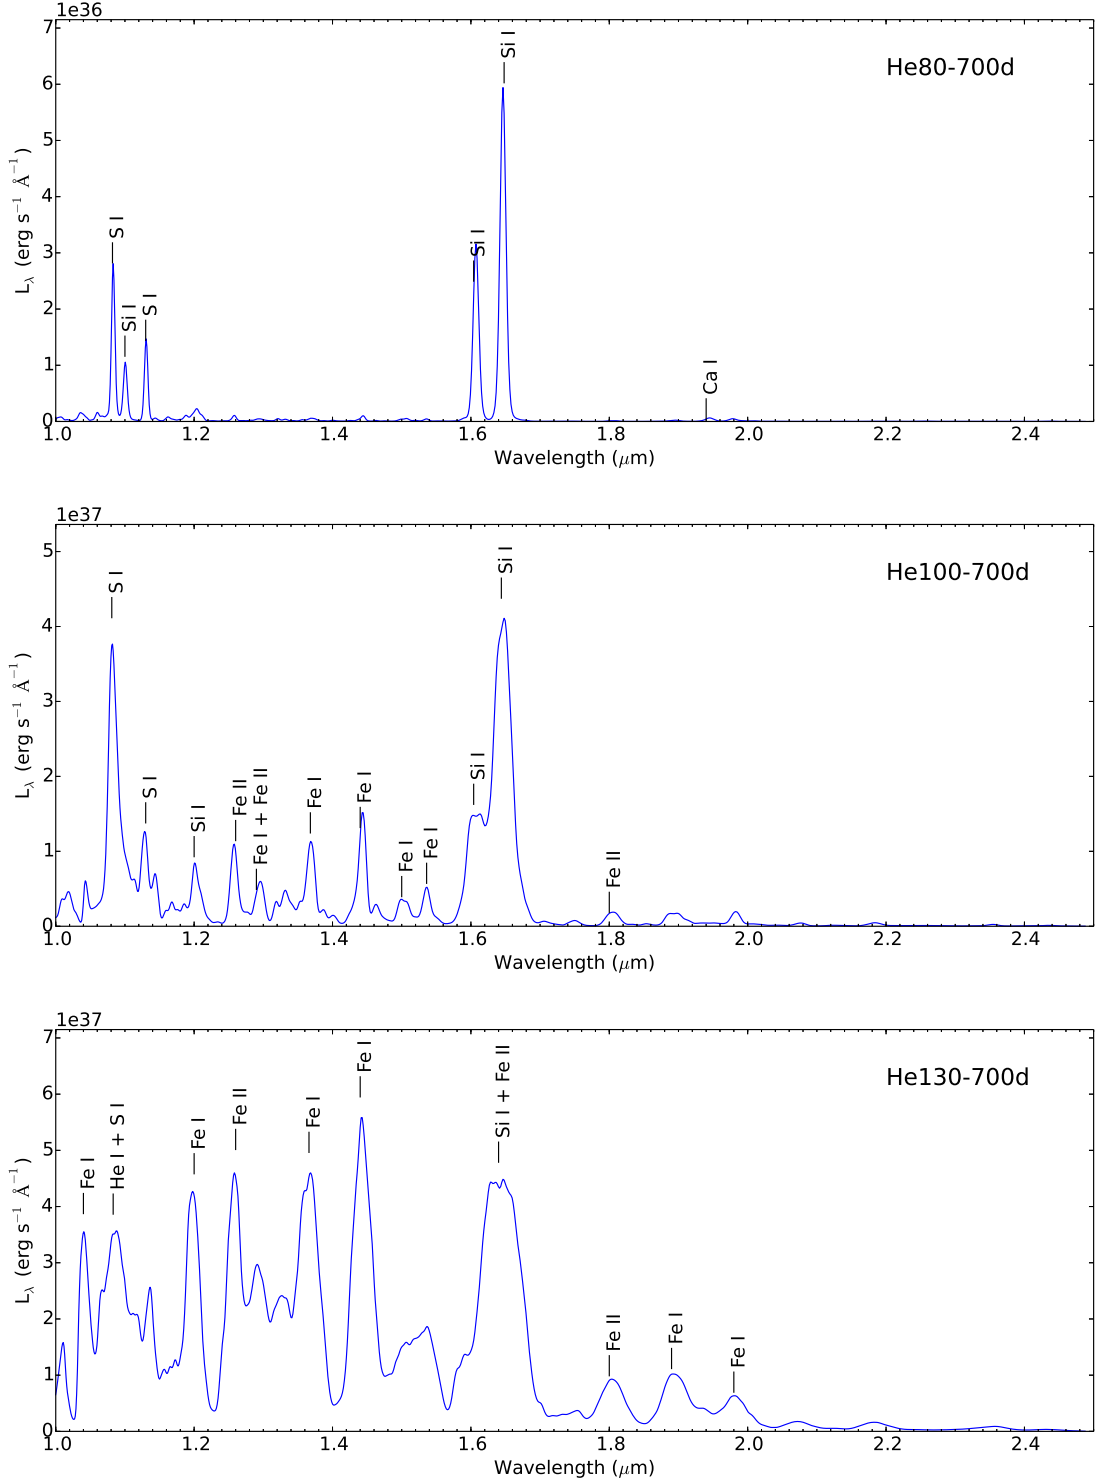 1e36
7
6
5
4
3
2
1
0
L_λ (erg s⁻¹ Å⁻¹)
S I
Si I
S I
Si I
Si I
Ca I
He80-700d
1.0 1.2 1.4 1.6 1.8 2.0 2.2 2.4
Wavelength (μm)
1e37
5
4
3
2
1
0
L_λ (erg s⁻¹ Å⁻¹)
S I
S I
Si I
Fe II
Fe I + Fe II
Fe I
Fe I
Fe I
Fe I
Si I
Si I
Fe II
He100-700d
1.0 1.2 1.4 1.6 1.8 2.0 2.2 2.4
Wavelength (μm)
1e37
7
6
5
4
3
2
1
0
L_λ (erg s⁻¹ Å⁻¹)
Fe I
He I + S I
Fe I
Fe II
Fe I
Fe I
Si I + Fe II
Fe II
Fe I
Fe I
He130-700d
1.0 1.2 1.4 1.6 1.8 2.0 2.2 2.4
Wavelength (μm)